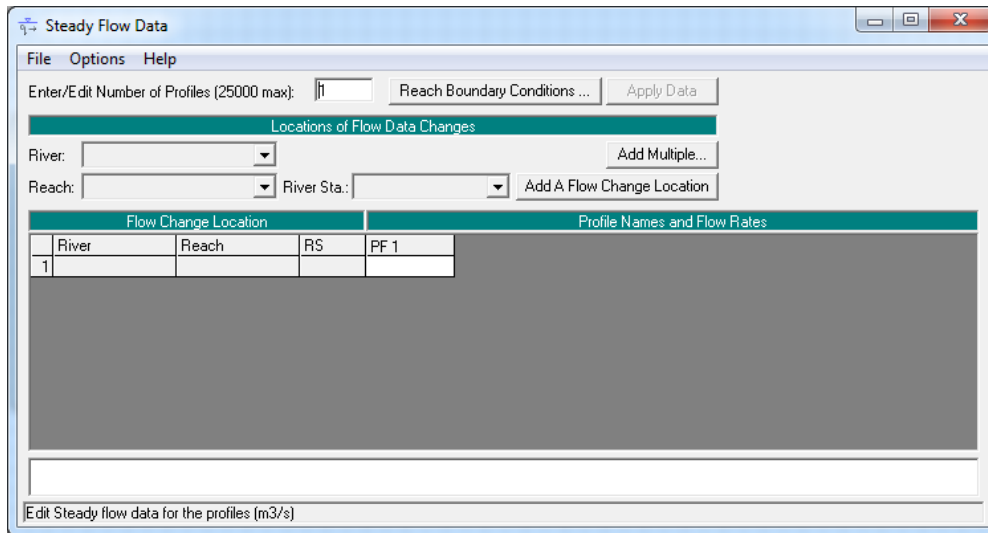 Steady Flow Data
File Options Help
Enter/Edit Number of Profiles (25000 max): 1 Reach Boundary Conditions ... Apply Data
Locations of Flow Data Changes
River: Add Multiple...
Reach: River Sta.: Add A Flow Change Location
Flow Change Location Profile Names and Flow Rates
River Reach RS PF 1
1
Edit Steady flow data for the profiles (m3/s)